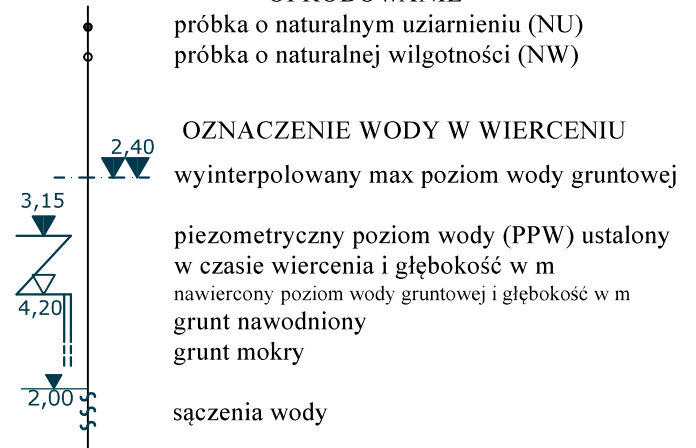 OPRÓBOWANIE
próbka o naturalnym uziarnieniu (NU)
próbka o naturalnej wilgotności (NW)
OZNACZENIE WODY W WIERCENIU
2,40
wyinterpolowany max poziom wody gruntowej
3,15
piezometryczny poziom wody (PPW) ustalony
w czasie wiercenia i głębokość w m
nawiercony poziom wody gruntowej i głębokość w m
4,20
grunt nawodniony
grunt mokry
2,00
sączenia wody